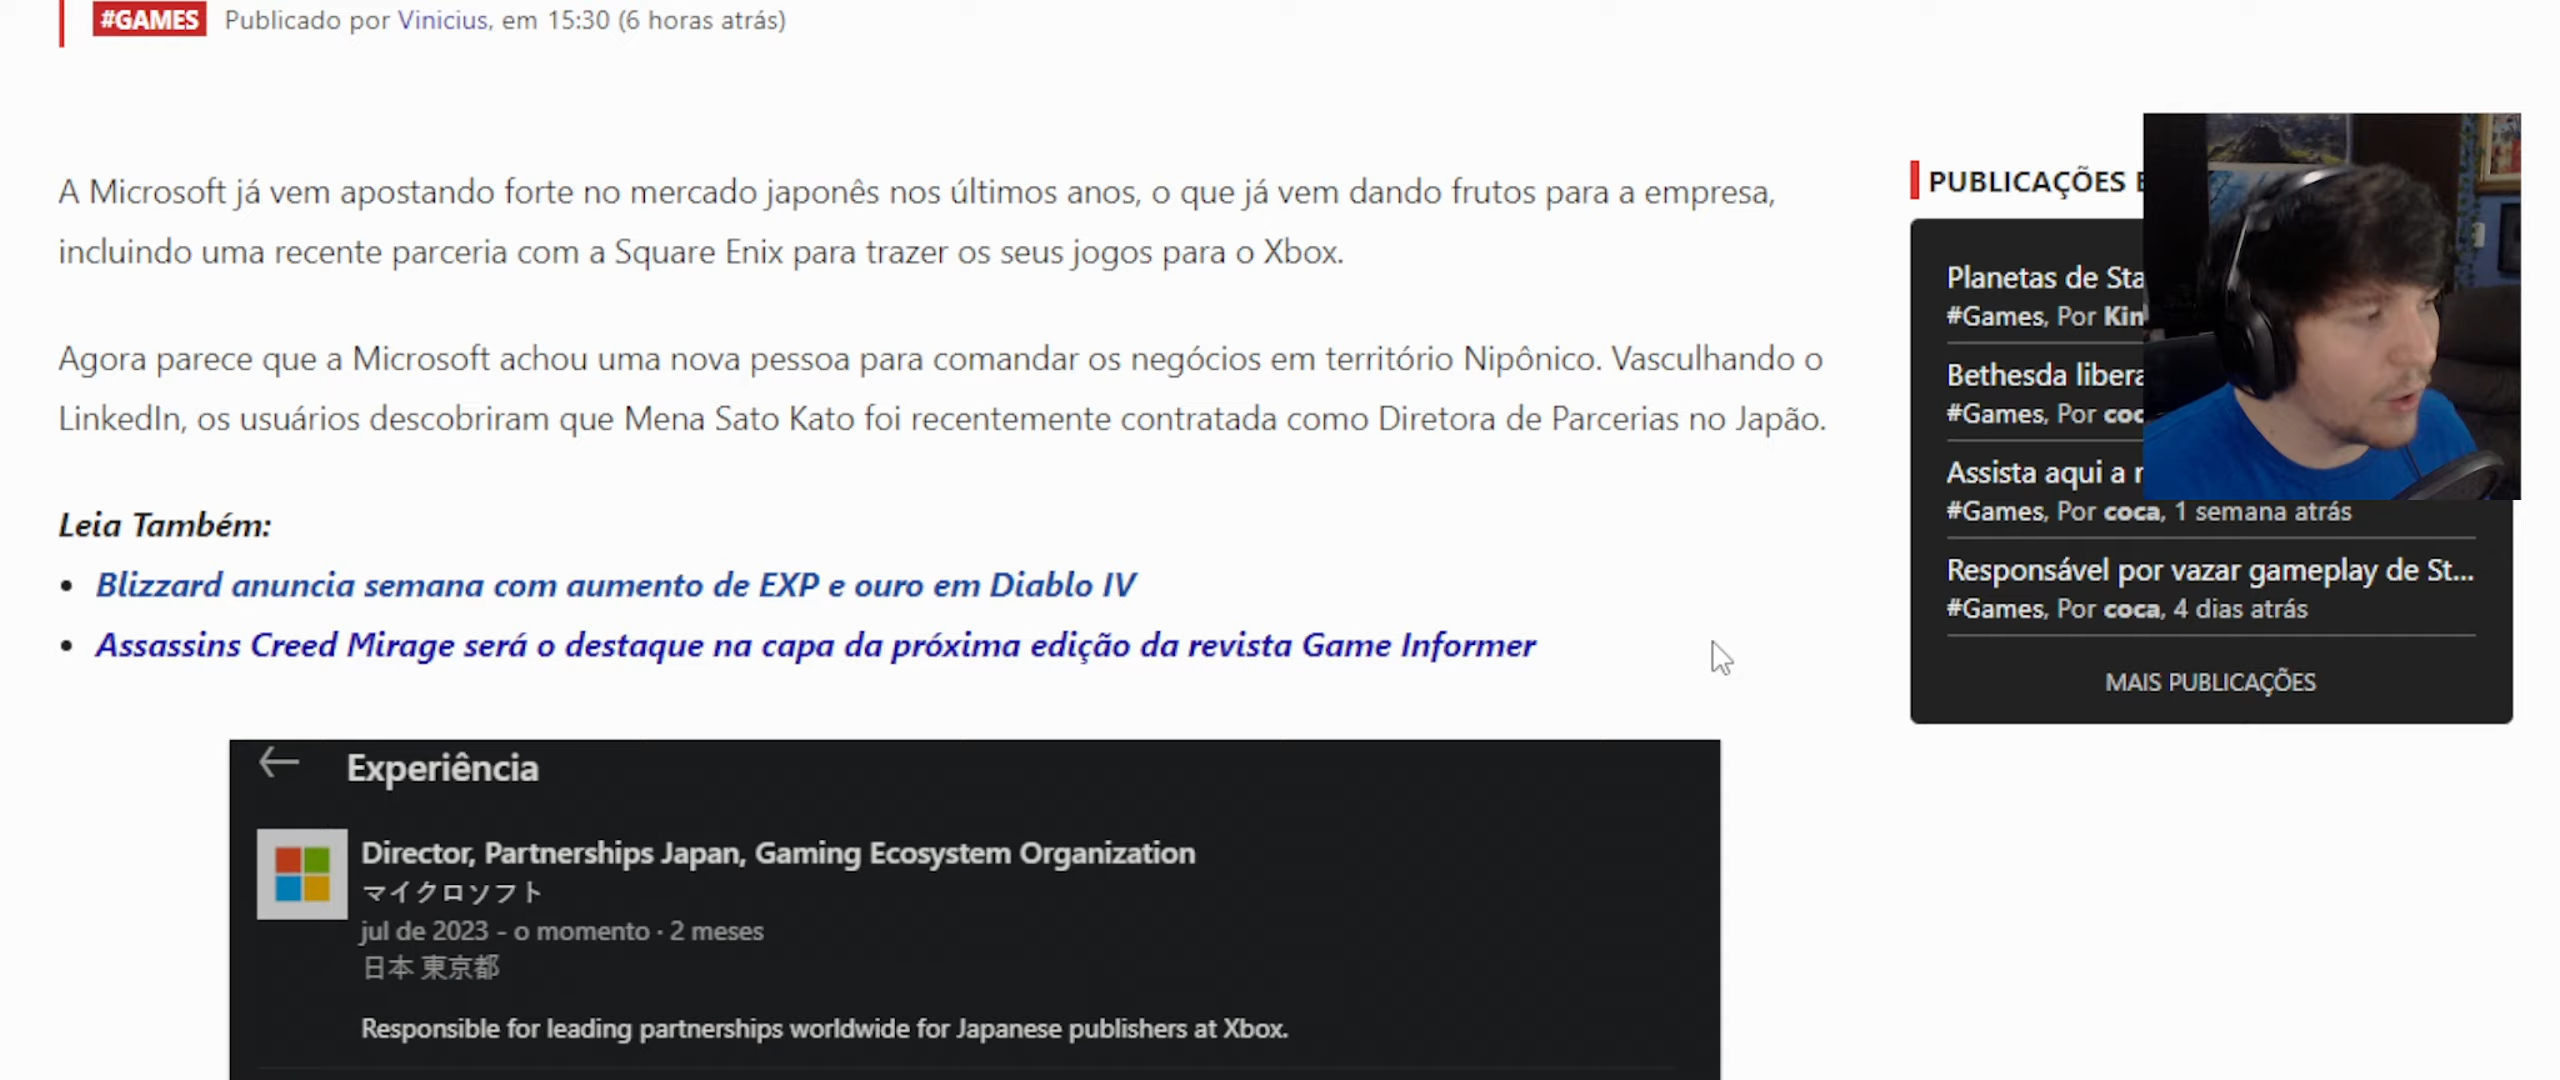 #GAMES Publicado por Vinicius, em 15:30 (6 horas atrás)
A Microsoft já vem apostando forte no mercado japonês nos últimos anos, o que já vem dando frutos para a empresa,
incluindo uma recente parceria com a Square Enix para trazer os seus jogos para o Xbox.
Agora parece que a Microsoft achou uma nova pessoa para comandar os negócios em território Nipônico. Vasculhando o
LinkedIn, os usuários descobriram que Mena Sato Kato foi recentemente contratada como Diretora de Parcerias no Japão.
Leia Também:
• Blizzard anuncia semana com aumento de EXP e ouro em Diablo IV
• Assassins Creed Mirage será o destaque na capa da próxima edição da revista Game Informer
Experiência
Director, Partnerships Japan, Gaming Ecosystem Organization
マイクロソフト
jul de 2023 - o momento · 2 meses
日本 東京都
Responsible for leading partnerships worldwide for Japanese publishers at Xbox.
PUBLICAÇÕES
Planetas de
#Games, Por
Bethesda
#Games, Por
Assista aqui a
#Games, Por coca, 1 semana atrás
Responsável por vazar gameplay de St...
#Games, Por coca, 4 dias atrás
MAIS PUBLICAÇÕES